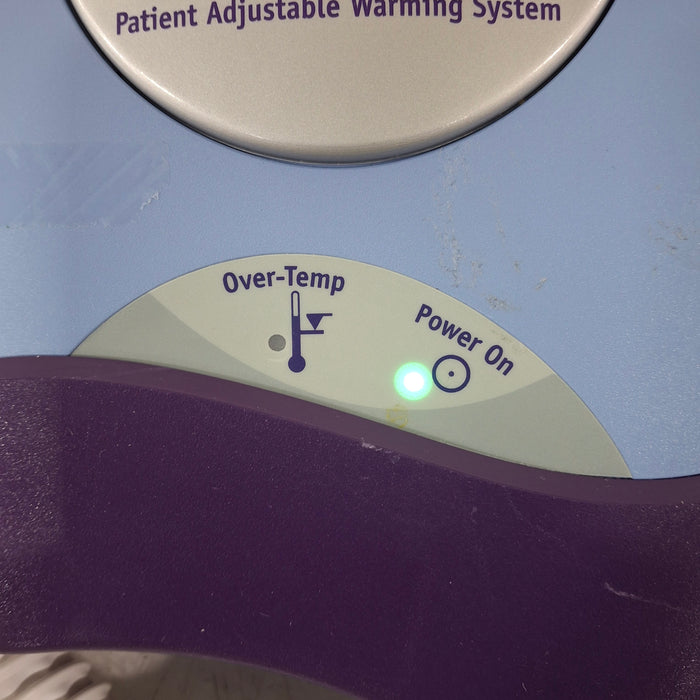 Patient Adjustable Warming System
Over-Temp
Power On